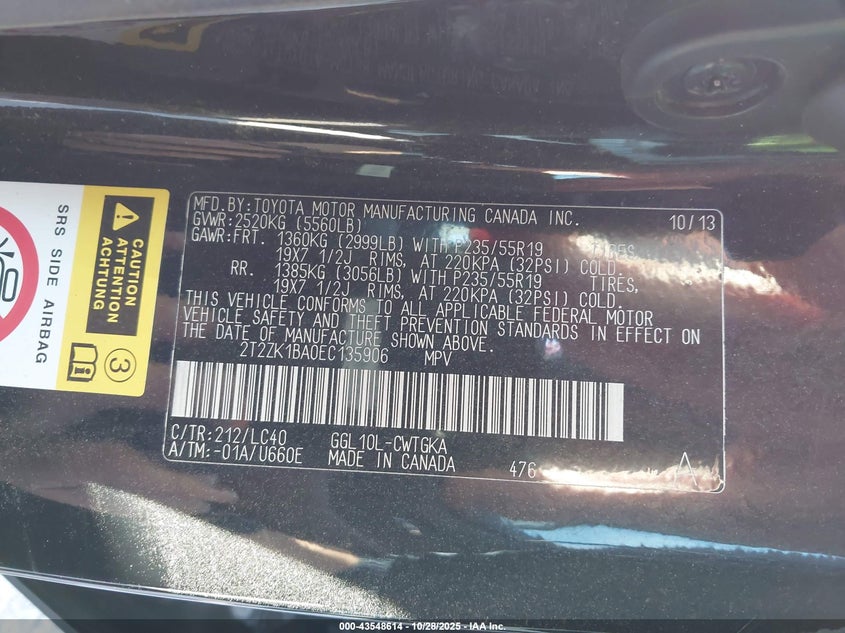 MFD.BY:TOYOTA MOTOR MANUFACTURING CANADA INC. 10/13
GVWR:2520KG (5560LB)
GAWR:FRT. 1360KG (2999LB) WITH P235/55R19 TIRES,
19X7 1/2J RIMS, AT 220KPA (32PSI) COLD.
RR. 1385KG (3056LB) WITH P235/55R19 TIRES,
19X7 1/2J RIMS, AT 220KPA (32PSI) COLD.
THIS VEHICLE CONFORMS TO ALL APPLICABLE FEDERAL MOTOR
VEHICLE SAFETY AND THEFT PREVENTION STANDARDS IN EFFECT ON
THE DATE OF MANUFACTURE SHOWN ABOVE.
2T2ZK1BA0EC135906 MPV
C/TR:212/LC40 GGL10L-CWTGKA
A/TM:-01A/U660E MADE IN CANADA 476 A
SRS SIDE AIRBAG
CAUTION
ATTENTION
ACHTUNG
3
000-43548614 / 10/28/2025 - IAA Inc.